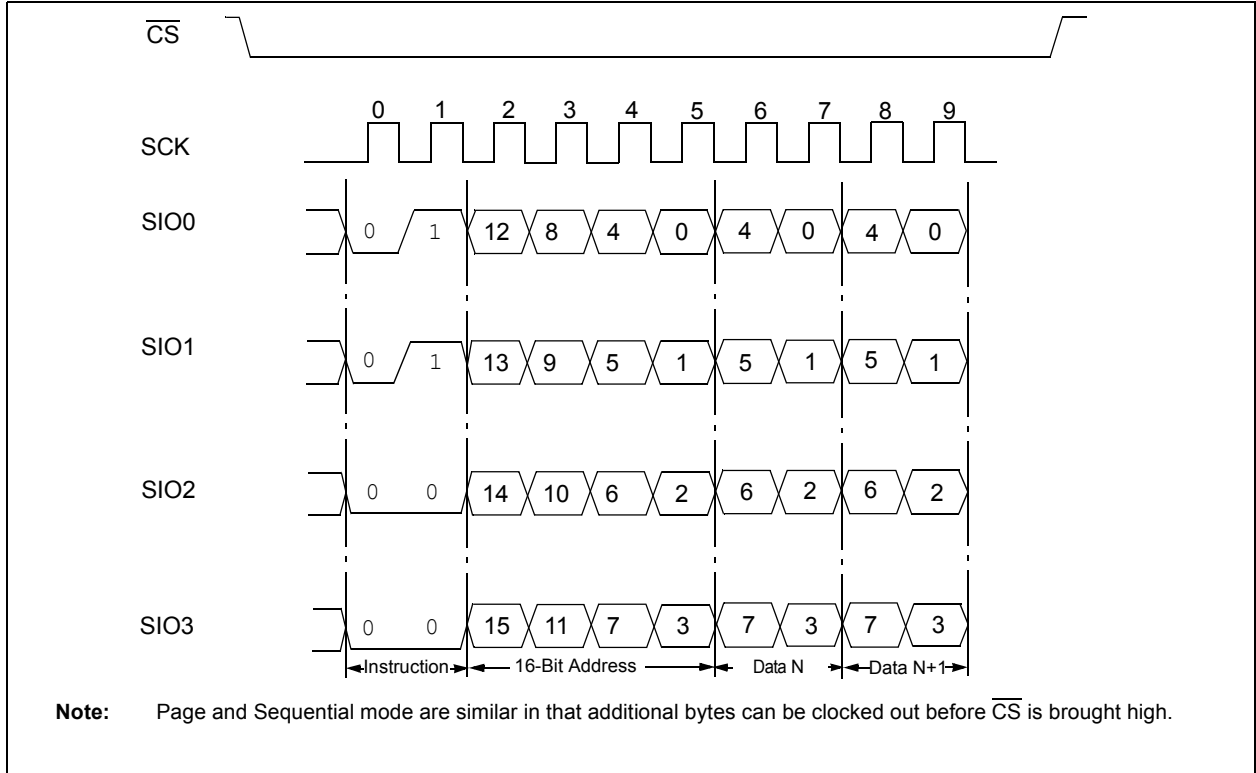 CS
0 1 2 3 4 5 6 7 8 9
SCK
SIO0 0 1 12 8 4 0 4 0 4 0
SIO1 0 1 13 9 5 1 5 1 5 1
SIO2 0 0 14 10 6 2 6 2 6 2
SIO3 0 0 15 11 7 3 7 3 7 3
Instruction 16-Bit Address Data N Data N+1
Note: Page and Sequential mode are similar in that additional bytes can be clocked out before CS is brought high.